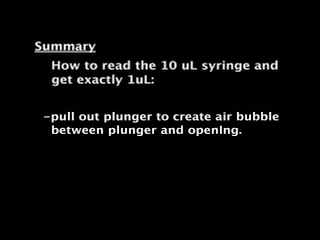 Summary
How to read the 10 uL syringe and
get exactly 1uL:
-pull out plunger to create air bubble
between plunger and opening.